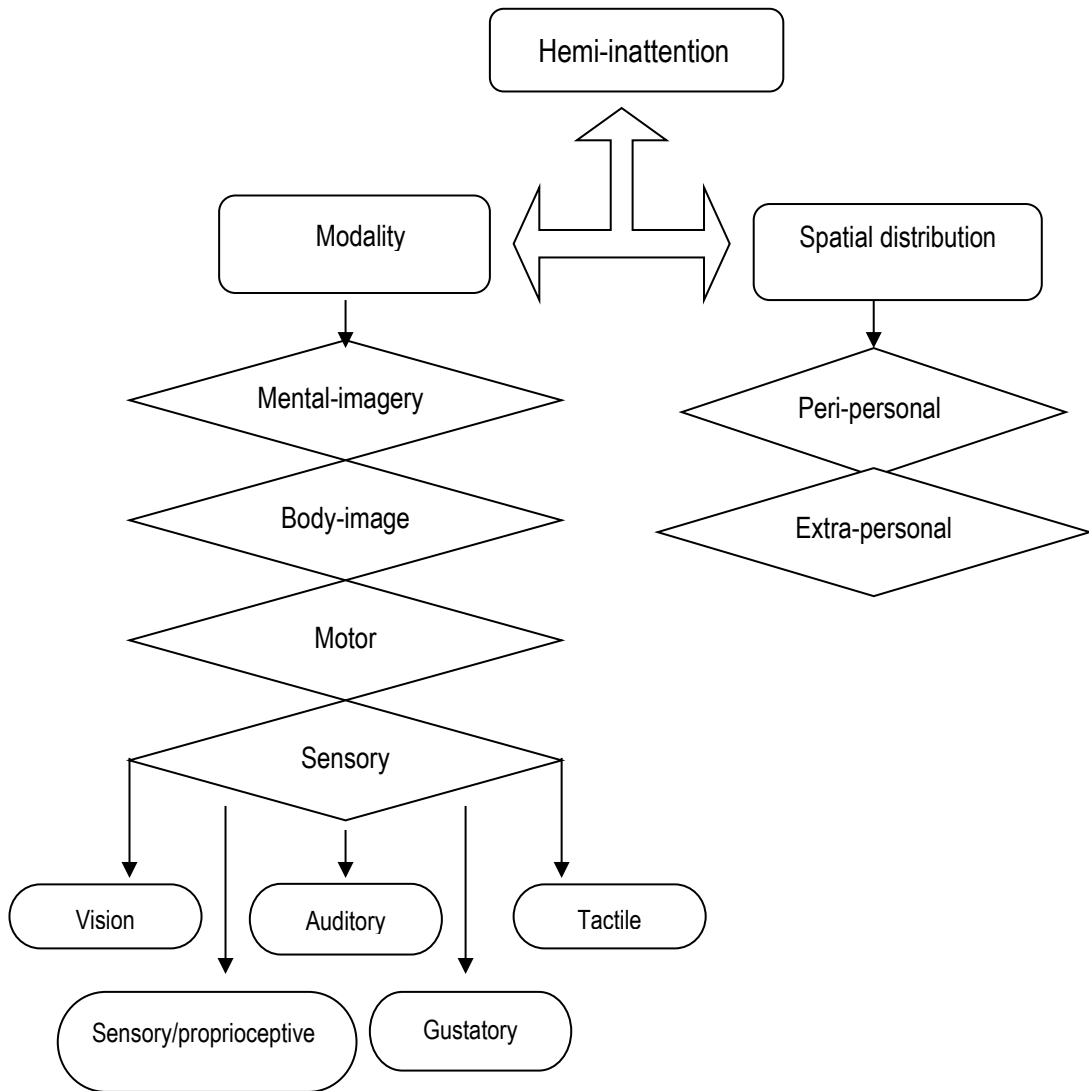 Hemi-inattention
Modality
Spatial distribution
Mental-imagery
Peri-personal
Body-image
Extra-personal
Motor
Sensory
Vision
Auditory
Tactile
Sensory/proprioceptive
Gustatory